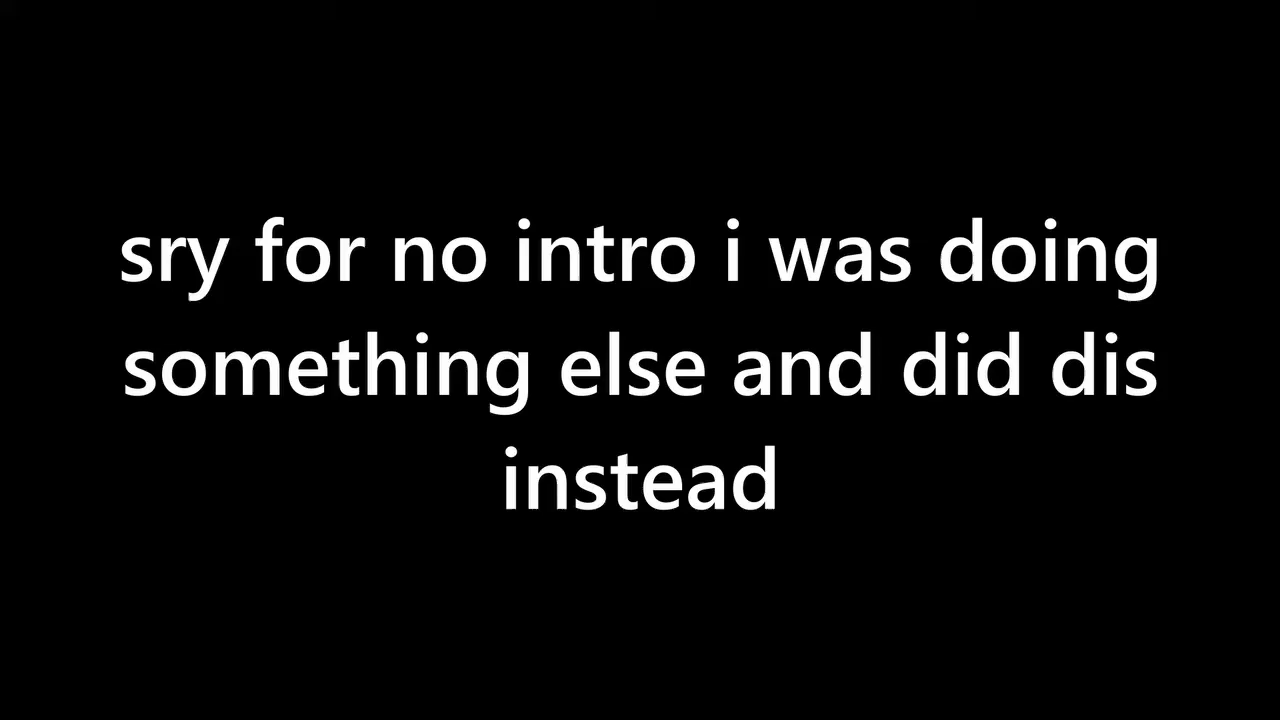 sry for no intro i was doing
something else and did dis
instead